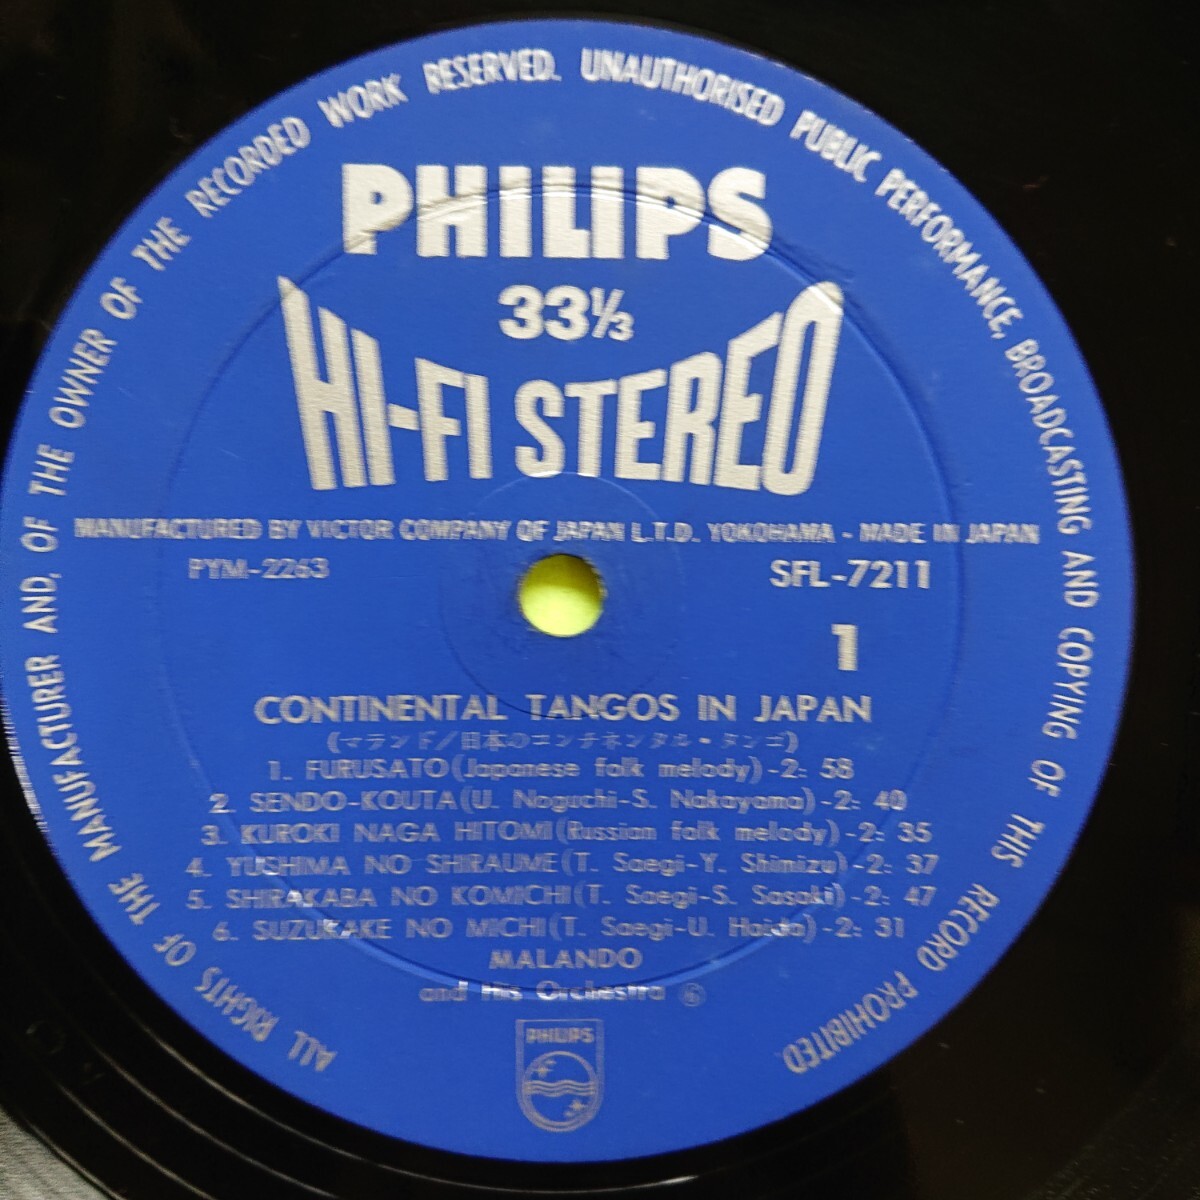 ALL RIGHTS OF THE MANUFACTURER AND, OF THE OWNER OF THE RECORDED WORK RESERVED. UNAUTHORISED PUBLIC PERFORMANCE, BROADCASTING AND COPYING OF THIS RECORD PROHIBITED.
PHILIPS
33⅓
HI-FI STEREO
MANUFACTURED BY VICTOR COMPANY OF JAPAN L.T.D. YOKOHAMA - MADE IN JAPAN
PYM-2263 SFL-7211
1
CONTINENTAL TANGOS IN JAPAN
(マランド/日本のコンチネンタル・タンゴ)
1. FURUSATO(Japanese folk melody)-2: 58
2. SENDO-KOUTA(U. Noguchi-S. Nakayama)-2: 40
3. KUROKI NAGA HITOMI(Russian folk melody)-2: 35
4. YUSHIMA NO SHIRAUME(T. Saegi-Y. Shimizu)-2: 37
5. SHIRAKABA NO KOMICHI(T. Saegi-S. Sasaki)-2: 47
6. SUZUKAKE NO MICHI(T. Saegi-U. Haida)-2: 31
MALANDO
and His Orchestra ⑥
PHILIPS